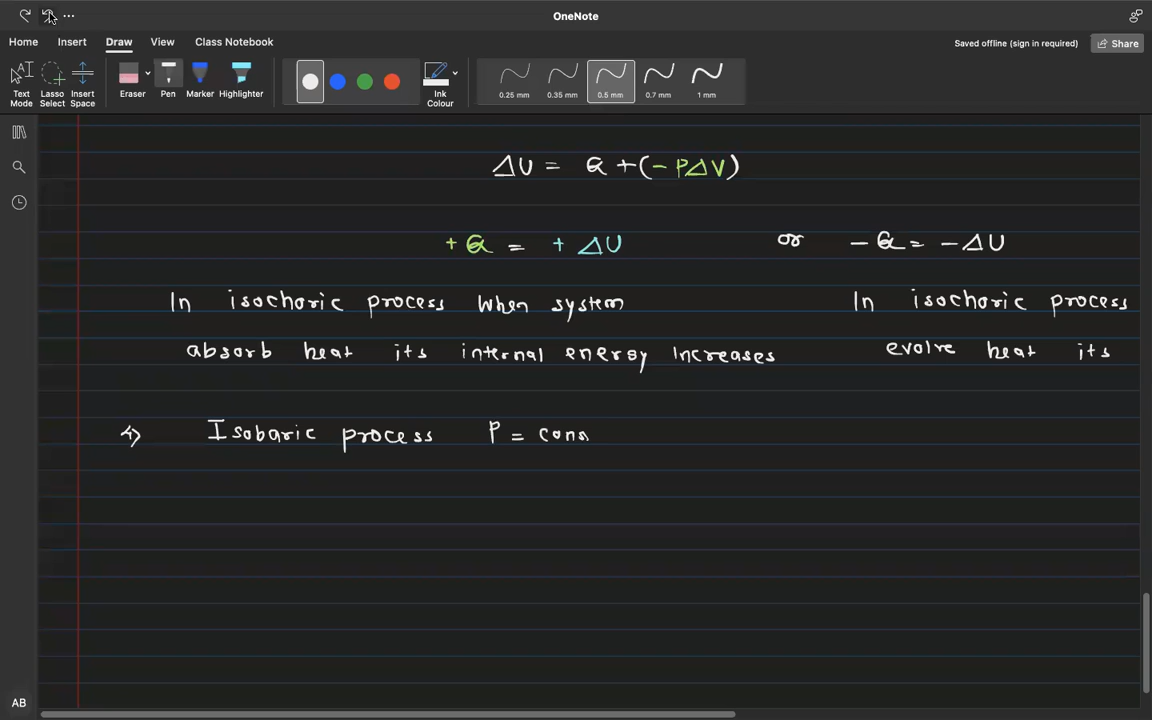 OneNote
Home Insert Draw View Class Notebook
Saved offline (sign in required) Share
Text Mode Lasso Select Insert Space Eraser Pen Marker Highlighter Ink Colour 0.25 mm 0.35 mm 0.5 mm 0.7 mm 1 mm
ΔU = Q + (- PΔV)
+ Q = + ΔU or - Q = - ΔU
In isochoric process when system In isochoric process
absorb heat its internal energy increases evolve heat its
4) Isobaric process P = cons
AB